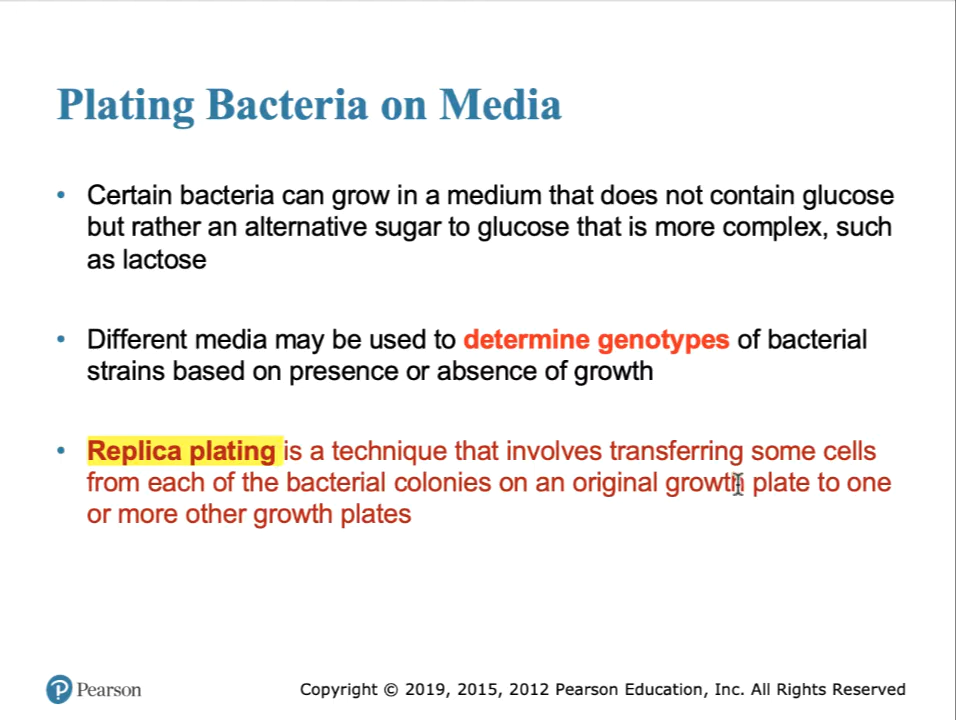 Plating Bacteria on Media
• Certain bacteria can grow in a medium that does not contain glucose
but rather an alternative sugar to glucose that is more complex, such
as lactose
• Different media may be used to determine genotypes of bacterial
strains based on presence or absence of growth
• Replica plating is a technique that involves transferring some cells
from each of the bacterial colonies on an original growth plate to one
or more other growth plates
P Pearson
Copyright © 2019, 2015, 2012 Pearson Education, Inc. All Rights Reserved